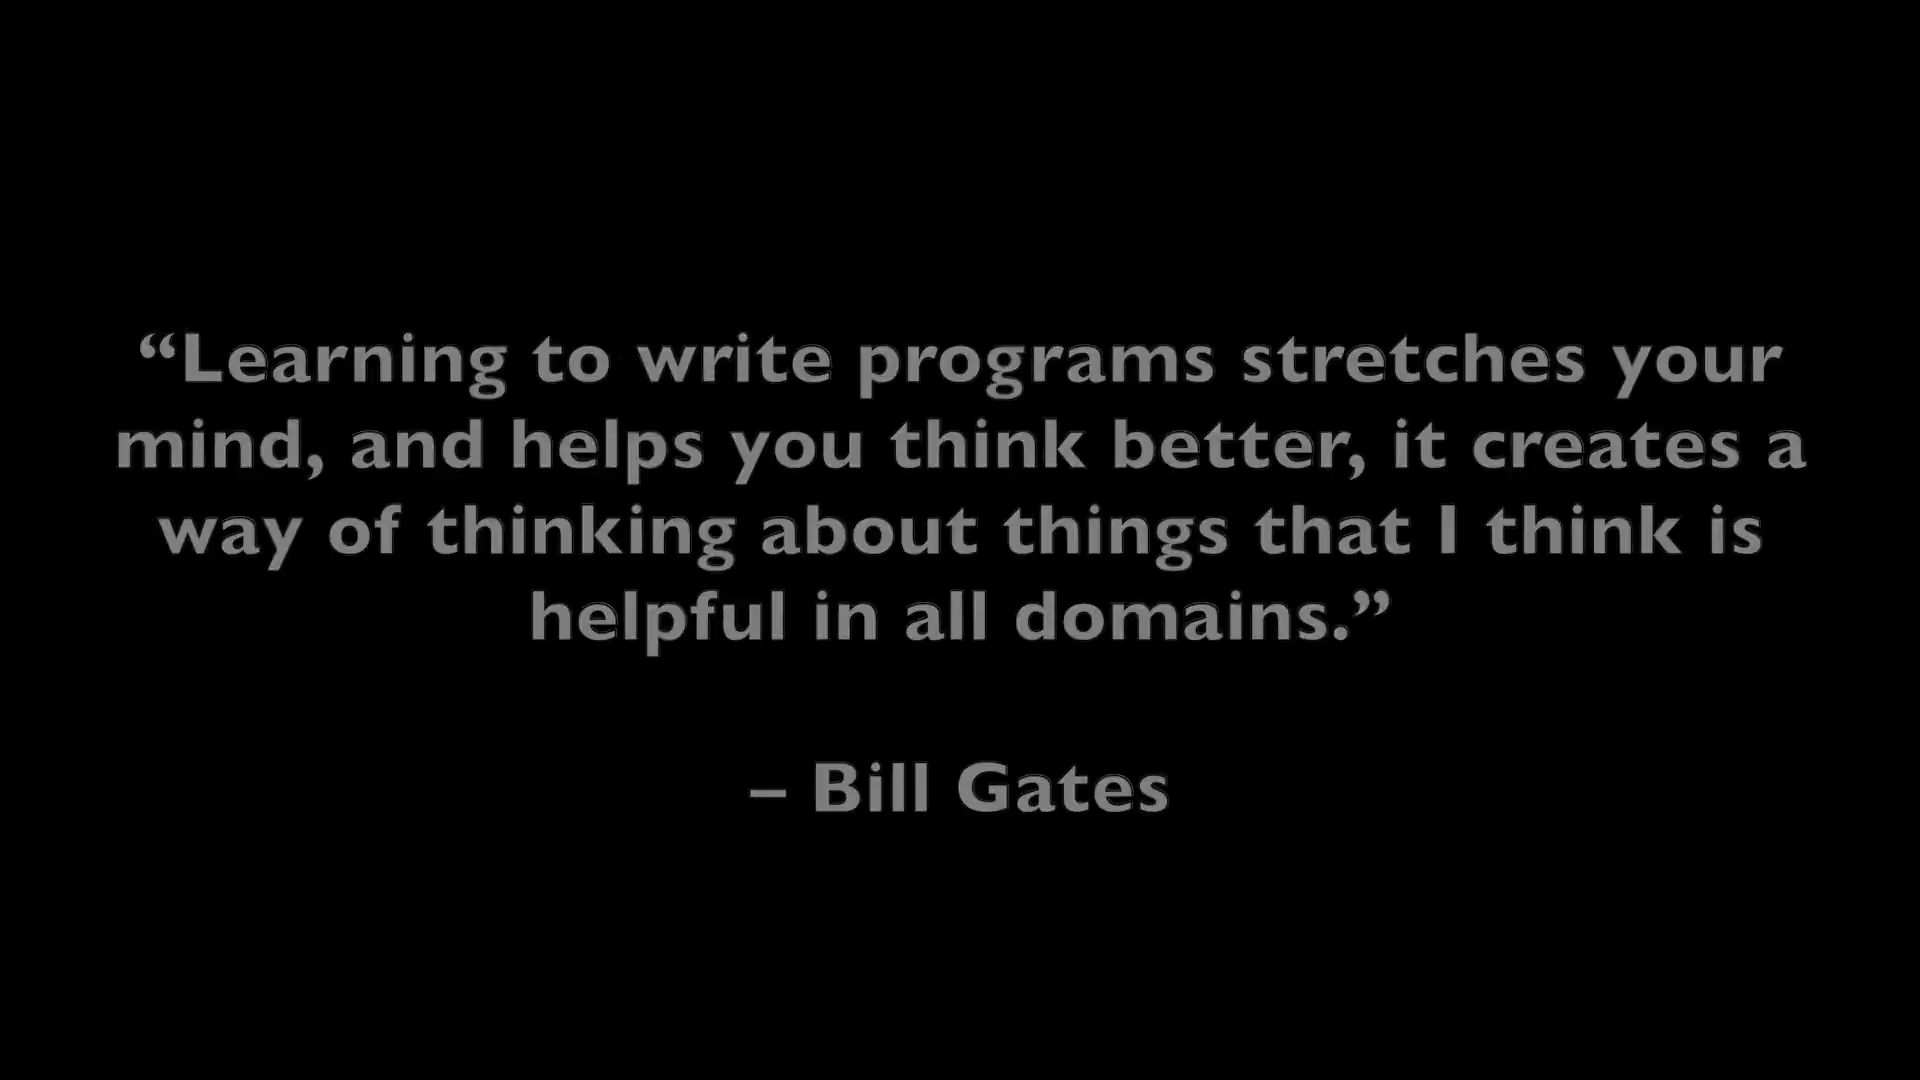 “Learning to write programs stretches your
mind, and helps you think better, it creates a
way of thinking about things that I think is
helpful in all domains.”
– Bill Gates